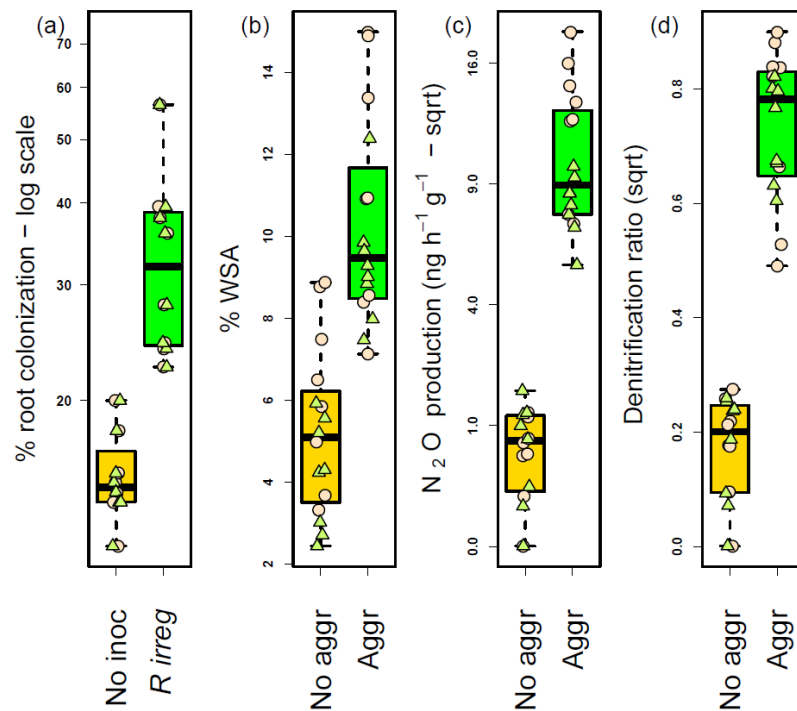 (a)
% root colonization − log scale
70
60
50
40
30
20
No inoc
R irreg
(b)
% WSA
14
12
10
8
6
4
2
No aggr
Aggr
(c)
N2O production (ng h−1 g−1 − sqrt)
16.0
9.0
4.0
1.0
0.0
No aggr
Aggr
(d)
Denitrification ratio (sqrt)
0.8
0.6
0.4
0.2
0.0
No aggr
Aggr